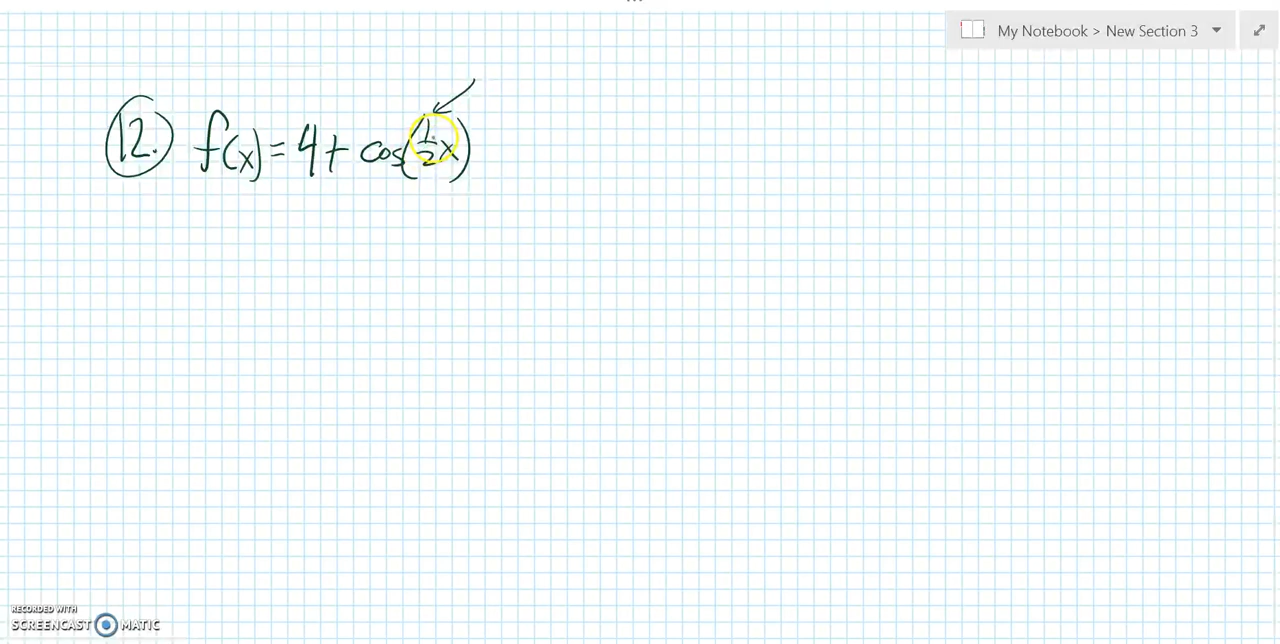 My Notebook > New Section 3
12. f(x) = 4 + cos(1/2 x)
RECORDED WITH
SCREENCAST MATIC